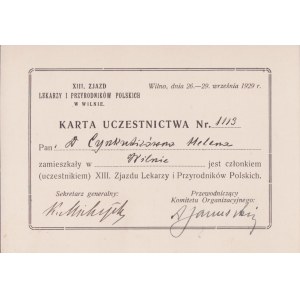 XIII. ZJAZD
LEKARZY I PRZYRODNIKÓW POLSKICH
W WILNIE.
Wilno, dnia 26–29. września 1929 r.
KARTA UCZESTNICTWA Nr. 1113
Pan Dr Helena
zamieszkały w Wilnie jest członkiem
(uczestnikiem) XIII. Zjazdu Lekarzy i Przyrodników Polskich.
Sekretarz generalny:
Przewodniczący
Komitetu Organizacyjnego: